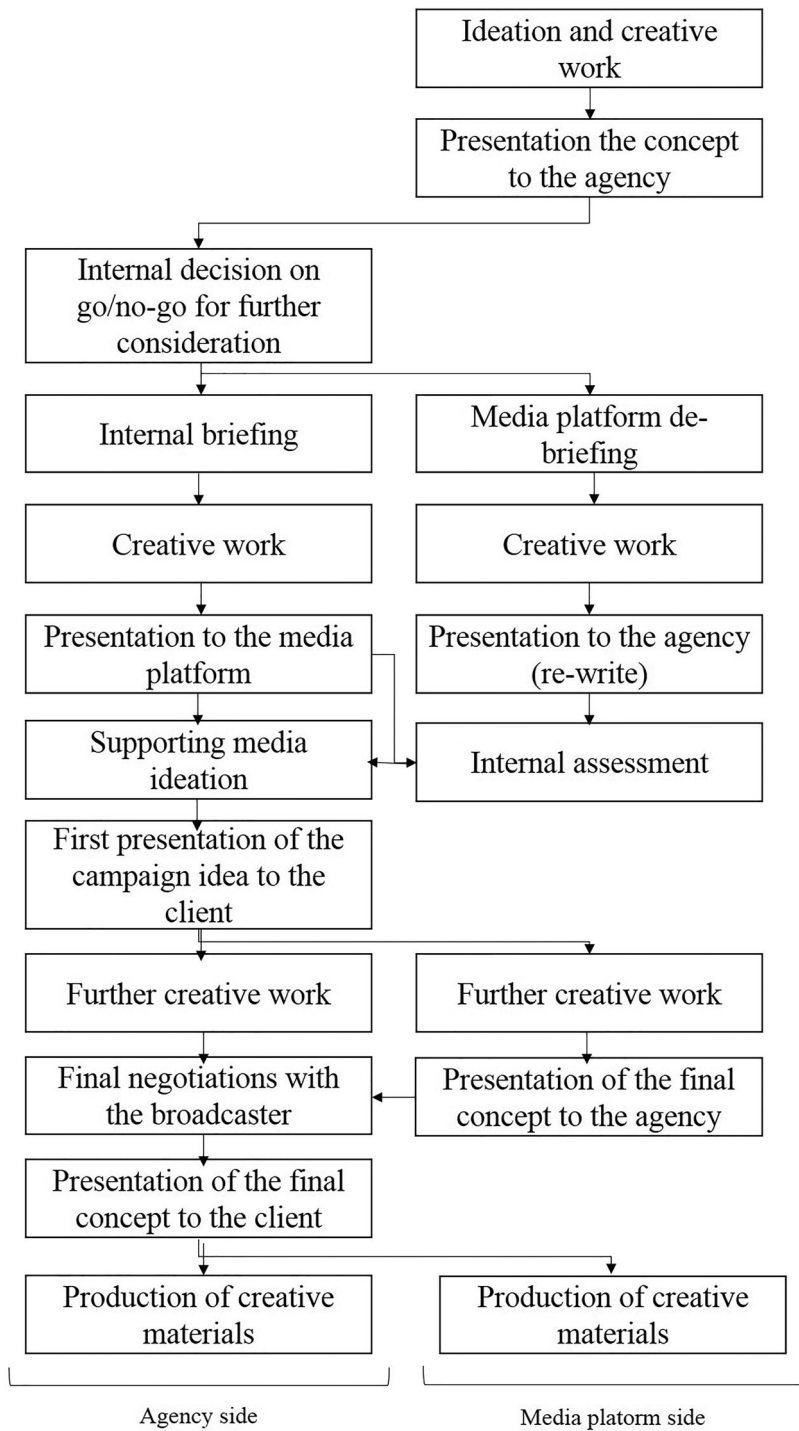 Ideation and creative
work
Presentation the concept
to the agency
Internal decision on
go/no-go for further
consideration
Internal briefing
Media platform de-
briefing
Creative work
Creative work
Presentation to the media
platform
Presentation to the agency
(re-write)
Supporting media
ideation
Internal assessment
First presentation of the
campaign idea to the
client
Further creative work
Further creative work
Final negotiations with
the broadcaster
Presentation of the final
concept to the agency
Presentation of the final
concept to the client
Production of creative
materials
Production of creative
materials
Agency side
Media platorm side